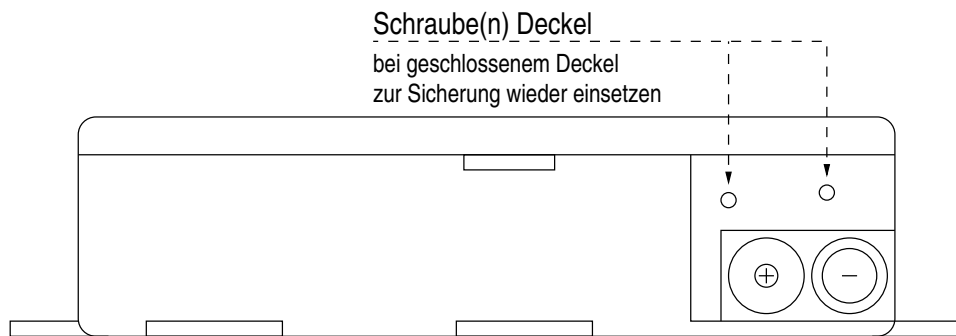 Schraube(n) Deckel
bei geschlossenem Deckel
zur Sicherung wieder einsetzen
+ −